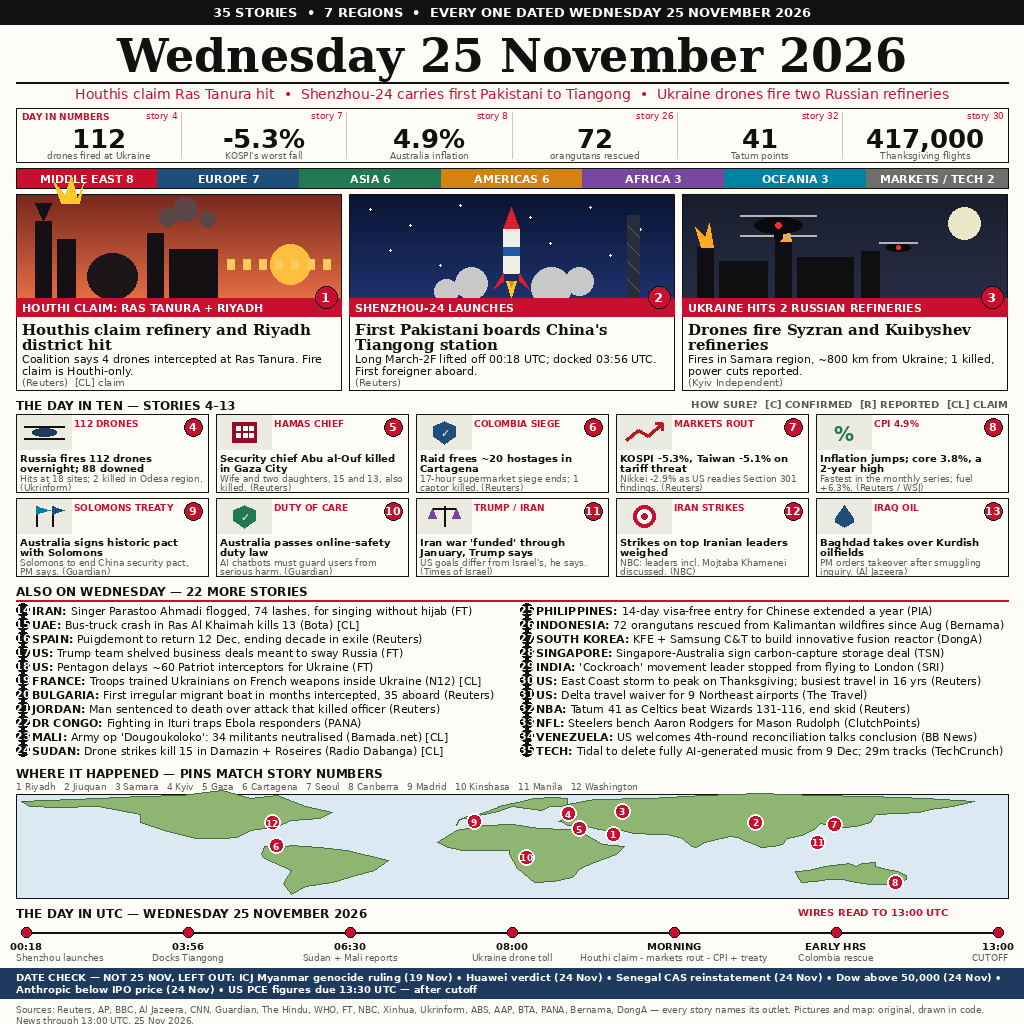 35 STORIES • 7 REGIONS • EVERY ONE DATED WEDNESDAY 25 NOVEMBER 2026
Wednesday 25 November 2026
Houthis claim Ras Tanura hit • Shenzhou-24 carries first Pakistani to Tiangong • Ukraine drones fire two Russian refineries
DAY IN NUMBERS
story 4
112
drones fired at Ukraine
story 7
-5.3%
KOSPI's worst fall
story 8
4.9%
Australia inflation
story 26
72
orangutans rescued
story 32
41
Tatum points
story 30
417,000
Thanksgiving flights
MIDDLE EAST 8
EUROPE 7
ASIA 6
AMERICAS 6
AFRICA 3
OCEANIA 3
MARKETS / TECH 2
1
HOUTHI CLAIM: RAS TANURA + RIYADH
Houthis claim refinery and Riyadh
district hit
Coalition says 4 drones intercepted at Ras Tanura. Fire
claim is Houthi-only.
(Reuters) [CL] claim
2
SHENZHOU-24 LAUNCHES
First Pakistani boards China's
Tiangong station
Long March-2F lifted off 00:18 UTC; docked 03:56 UTC.
First foreigner aboard.
(Reuters)
3
UKRAINE HITS 2 RUSSIAN REFINERIES
Drones fire Syzran and Kuibyshev
refineries
Fires in Samara region, ~800 km from Ukraine; 1 killed,
power cuts reported.
(Kyiv Independent)
THE DAY IN TEN — STORIES 4–13
HOW SURE? [C] CONFIRMED [R] REPORTED [CL] CLAIM
112 DRONES
4
Russia fires 112 drones
overnight; 88 downed
Hits at 18 sites; 2 killed in Odesa region.
(Ukrinform)
HAMAS CHIEF
5
Security chief Abu al-Ouf killed
in Gaza City
Wife and two daughters, 15 and 13, also
killed. (Reuters)
COLOMBIA SIEGE
6
Raid frees ~20 hostages in
Cartagena
17-hour supermarket siege ends; 1
captor killed. (Reuters)
MARKETS ROUT
7
KOSPI -5.3%, Taiwan -5.1% on
tariff threat
Nikkei -2.9% as US readies Section 301
findings. (Reuters)
%
CPI 4.9%
8
Inflation jumps; core 3.8%, a
2-year high
Fastest in the monthly series; fuel
+6.3%. (Reuters / WSJ)
SOLOMONS TREATY
9
Australia signs historic pact
with Solomons
Solomons to end China security pact,
PM says. (Guardian)
DUTY OF CARE
10
Australia passes online-safety
duty law
AI chatbots must guard users from
serious harm. (Guardian)
TRUMP / IRAN
11
Iran war 'funded' through
January, Trump says
US goals differ from Israel's, he says.
(Times of Israel)
IRAN STRIKES
12
Strikes on top Iranian leaders
weighed
NBC: leaders incl. Mojtaba Khamenei
discussed. (NBC)
IRAQ OIL
13
Baghdad takes over Kurdish
oilfields
PM orders takeover after smuggling
inquiry. (Al Jazeera)
ALSO ON WEDNESDAY — 22 MORE STORIES
IRAN: Singer Parastoo Ahmadi flogged, 74 lashes, for singing without hijab (FT)
UAE: Bus-truck crash in Ras Al Khaimah kills 13 (Bota) [CL]
SPAIN: Puigdemont to return 12 Dec, ending decade in exile (Reuters)
US: Trump team shelved business deals meant to sway Russia (FT)
US: Pentagon delays ~60 Patriot interceptors for Ukraine (FT)
FRANCE: Troops trained Ukrainians on French weapons inside Ukraine (N12) [CL]
BULGARIA: First irregular migrant boat in months intercepted, 35 aboard (Reuters)
JORDAN: Man sentenced to death over attack that killed officer (Reuters)
DR CONGO: Fighting in Ituri traps Ebola responders (PANA)
MALI: Army op 'Dougoukoloko': 34 militants neutralised (Bamada.net) [CL]
SUDAN: Drone strikes kill 15 in Damazin + Roseires (Radio Dabanga) [CL]
PHILIPPINES: 14-day visa-free entry for Chinese extended a year (PIA)
INDONESIA: 72 orangutans rescued from Kalimantan wildfires since Aug (Bernama)
SOUTH KOREA: KFE + Samsung C&T to build innovative fusion reactor (DongA)
SINGAPORE: Singapore-Australia sign carbon-capture storage deal (TSN)
INDIA: 'Cockroach' movement leader stopped from flying to London (SRI)
US: East Coast storm to peak on Thanksgiving; busiest travel in 16 yrs (Reuters)
US: Delta travel waiver for 9 Northeast airports (The Travel)
NBA: Tatum 41 as Celtics beat Wizards 131-116, end skid (Reuters)
NFL: Steelers bench Aaron Rodgers for Mason Rudolph (ClutchPoints)
VENEZUELA: US welcomes 4th-round reconciliation talks conclusion (BB News)
TECH: Tidal to delete fully AI-generated music from 9 Dec; 29m tracks (TechCrunch)
WHERE IT HAPPENED — PINS MATCH STORY NUMBERS
1 Riyadh 2 Jiuquan 3 Samara 4 Kyiv 5 Gaza 6 Cartagena 7 Seoul 8 Canberra 9 Madrid 10 Kinshasa 11 Manila 12 Washington
12
6
9
4
5
3
1
10
2
7
11
8
THE DAY IN UTC — WEDNESDAY 25 NOVEMBER 2026
WIRES READ TO 13:00 UTC
00:18
Shenzhou launches
03:56
Docks Tiangong
06:30
Sudan + Mali reports
08:00
Ukraine drone toll
MORNING
Houthi claim - markets rout - CPI + treaty
EARLY HRS
Colombia rescue
13:00
CUTOFF
DATE CHECK — NOT 25 NOV, LEFT OUT: ICJ Myanmar genocide ruling (19 Nov) • Huawei verdict (24 Nov) • Senegal CAS reinstatement (24 Nov) • Dow above 50,000 (24 Nov) •
Anthropic below IPO price (24 Nov) • US PCE figures due 13:30 UTC — after cutoff
Sources: Reuters, AP, BBC, Al Jazeera, CNN, Guardian, The Hindu, WHO, FT, NBC, Xinhua, Ukrinform, ABS, AAP, BTA, PANA, Bernama, DongA — every story names its outlet. Pictures and map: original, drawn in code.
News through 13:00 UTC, 25 Nov 2026.